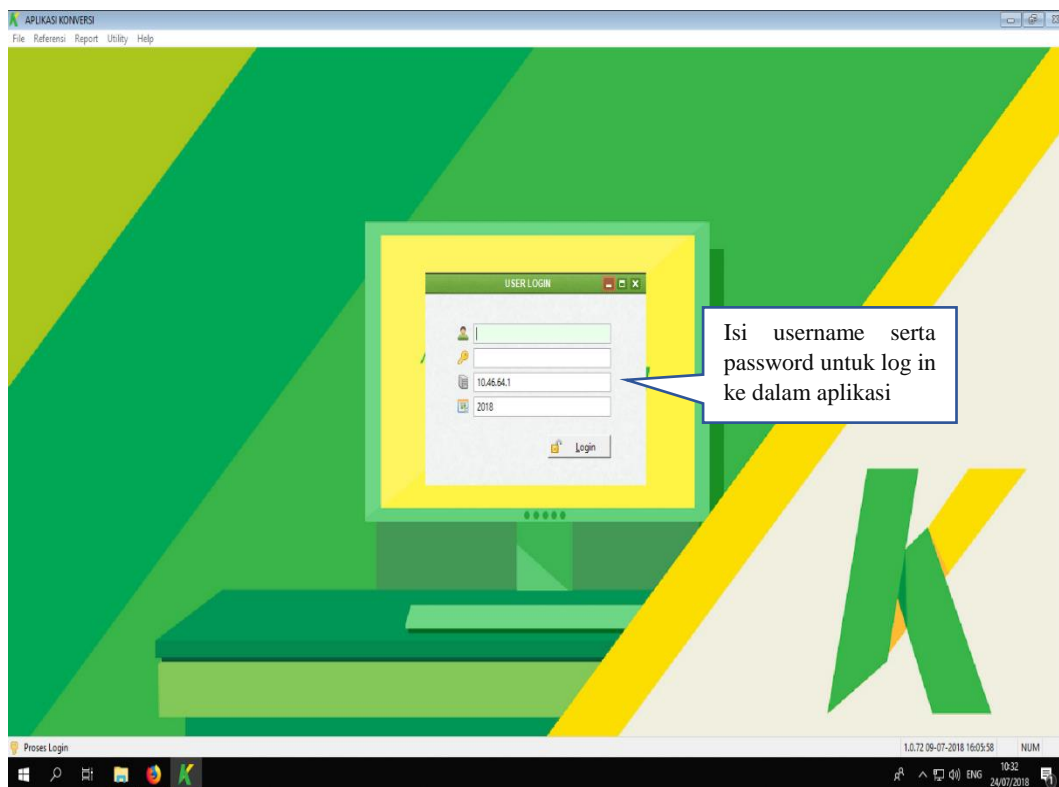 APLIKASI KONVERSI
File Referensi Report Utility Help
USER LOGIN
10.46.64.1
2018
Login
Isi username serta
password untuk log in
ke dalam aplikasi
Proses Login
1.0.72 09-07-2018 16:05:58 NUM
ENG
10:32
24/07/2018